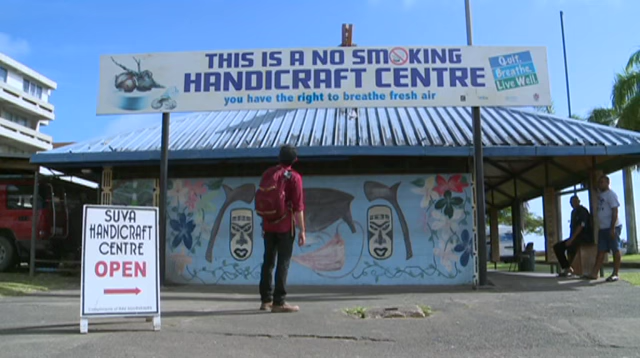 THIS IS A NO SMOKING
HANDICRAFT CENTRE
you have the right to breathe fresh air
Quit,
Breathe,
Live Well
SUVA
HANDICRAFT
CENTRE
OPEN